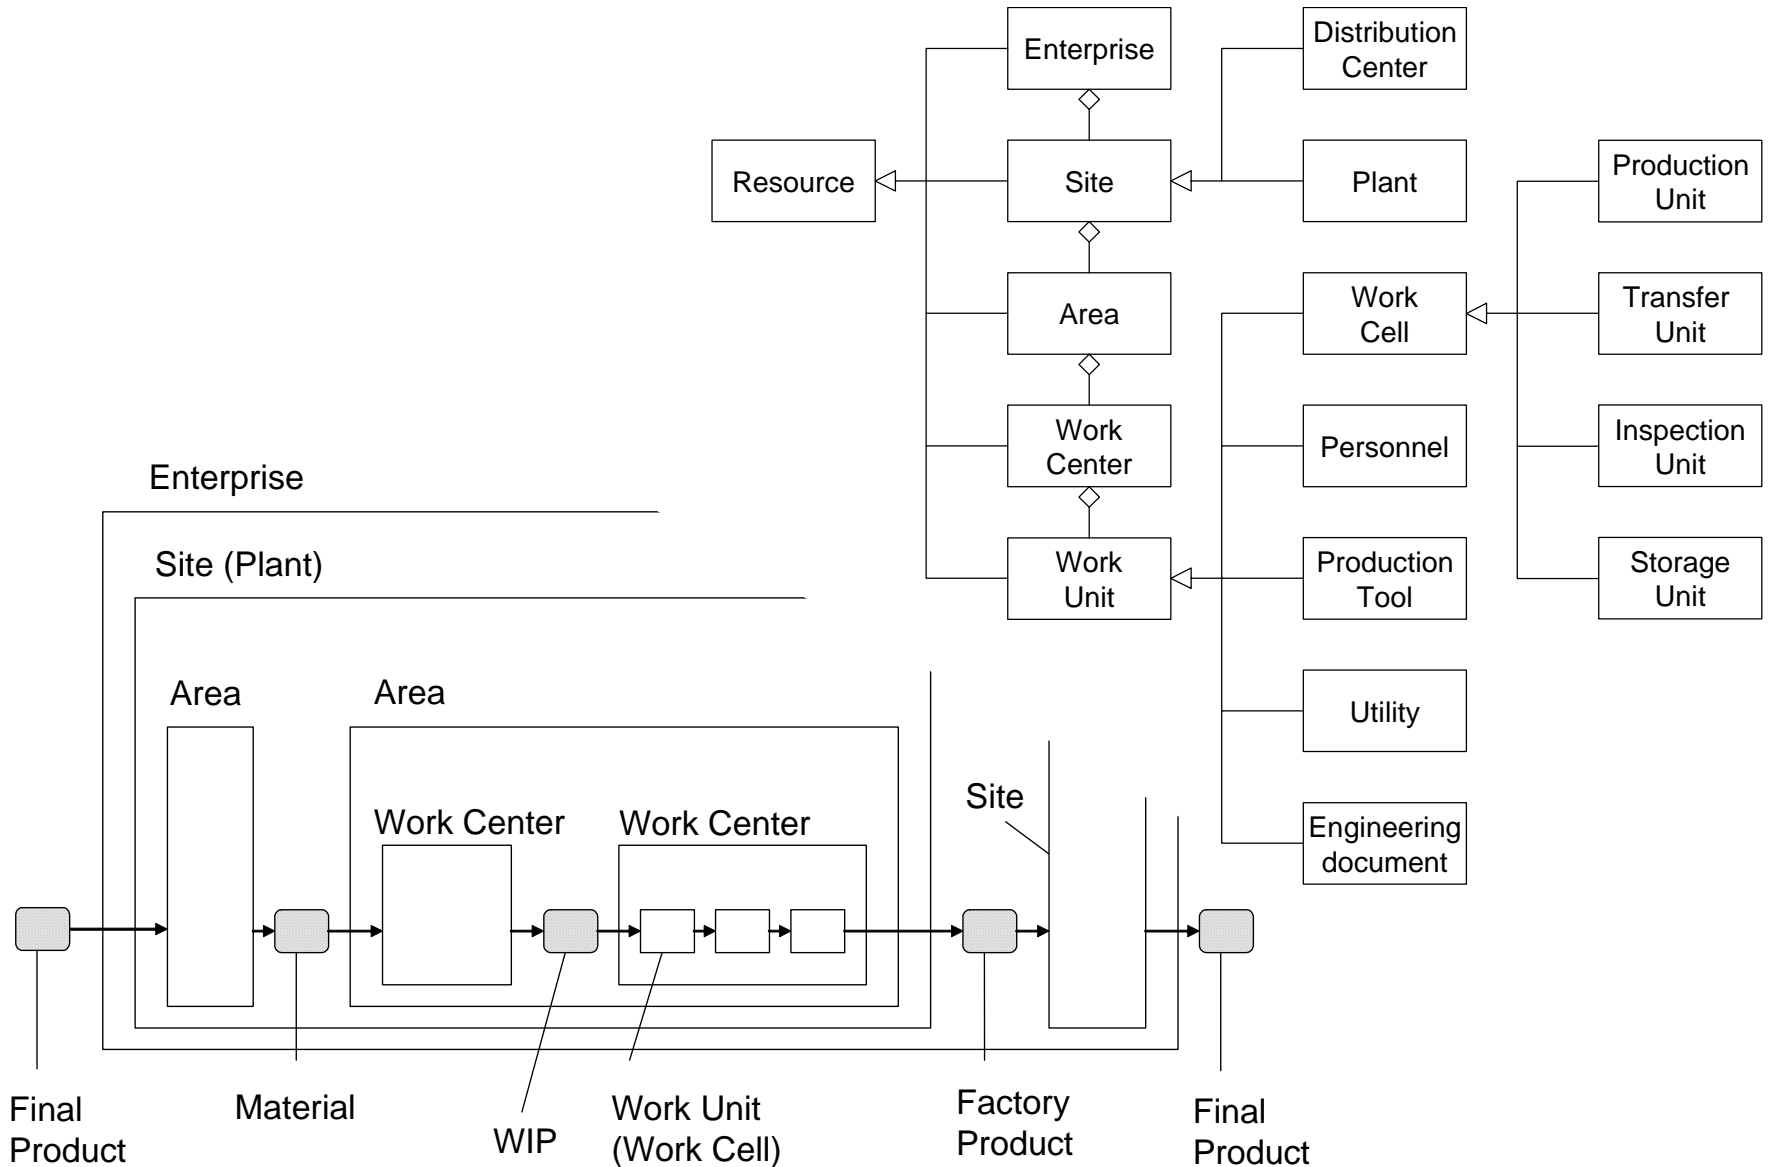 Enterprise
Distribution
Center
Resource
Site
Plant
Production
Unit
Area
Work
Cell
Transfer
Unit
Work
Center
Personnel
Inspection
Unit
Work
Unit
Production
Tool
Storage
Unit
Utility
Engineering
document
Enterprise
Site (Plant)
Area
Area
Work Center
Work Center
Site
Final
Product
Material
WIP
Work Unit
(Work Cell)
Factory
Product
Final
Product